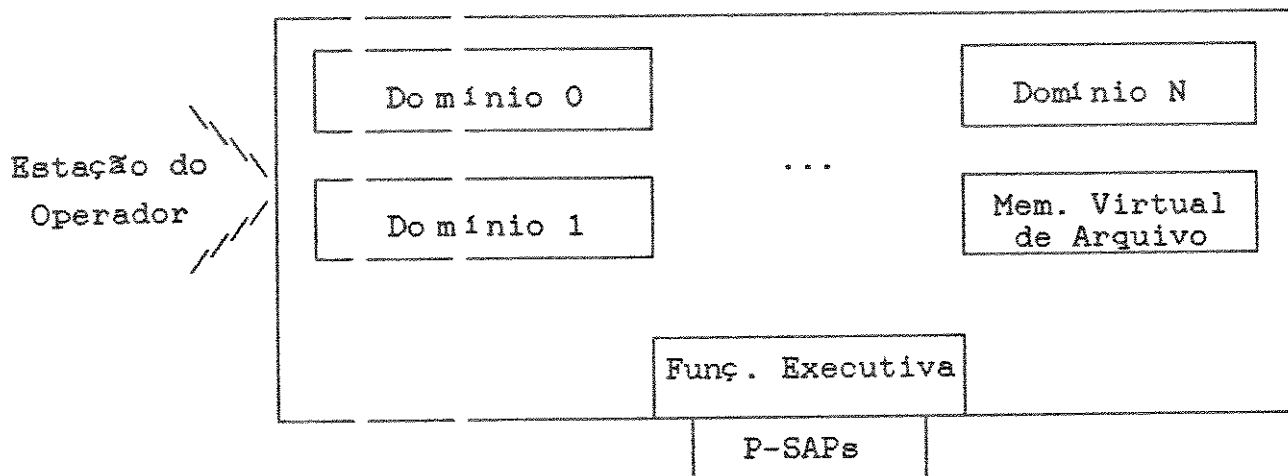 Domínio 0
Domínio N
Estação do
Operador
...
Domínio 1
Mem. Virtual
de Arquivo
Funç. Executiva
P-SAPs